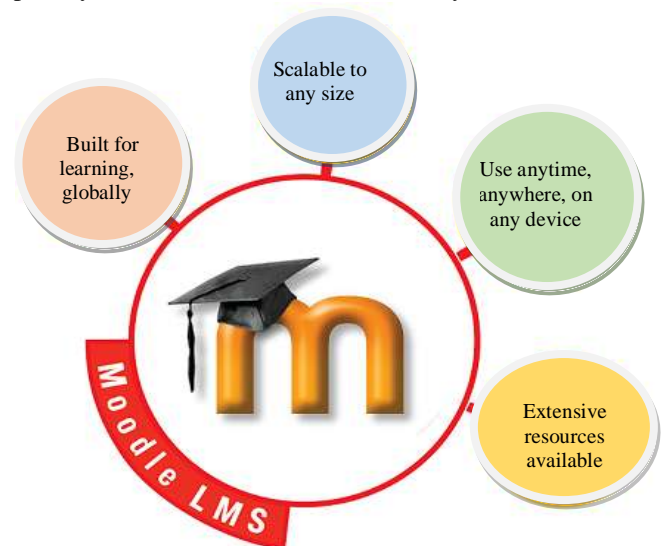 Scalable to
any size
Built for
learning,
globally
Use anytime,
anywhere, on
any device
Extensive
resources
available
m
Moodle LMS